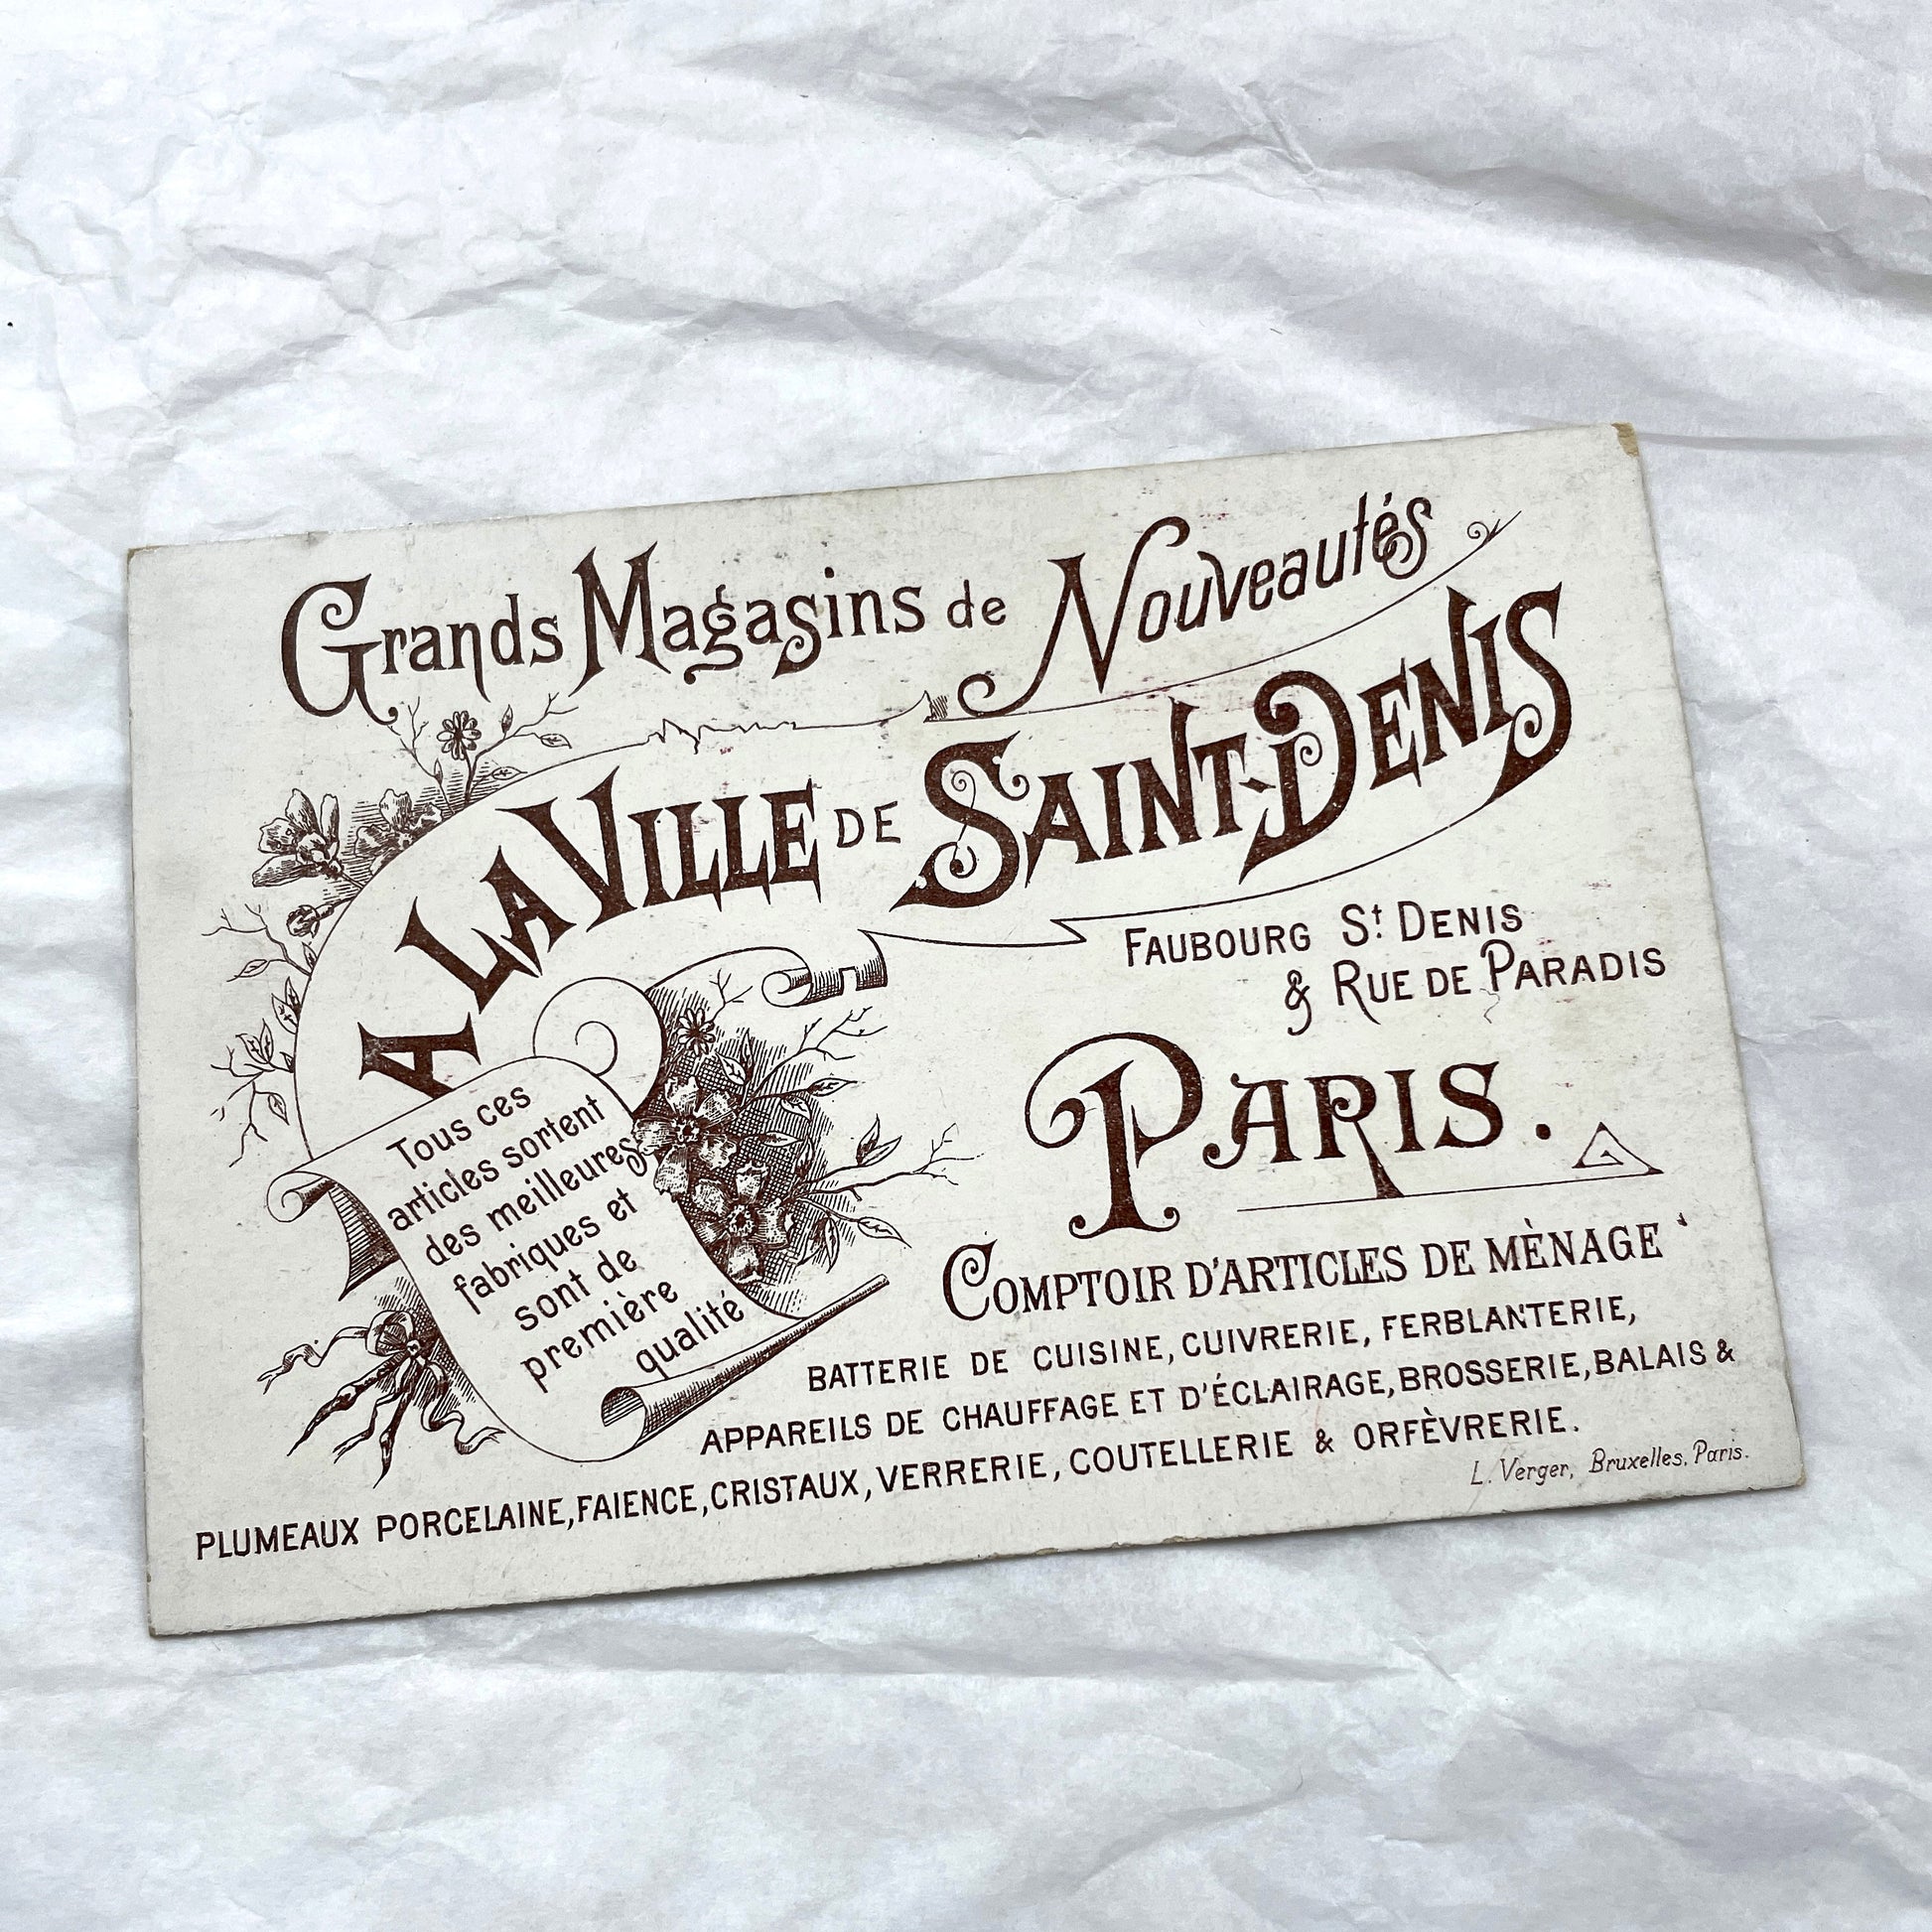 Grands Magasins de Nouveautés
A LA VILLE DE SAINT-DENIS
FAUBOURG St DENIS
& RUE DE PARADIS
PARIS.
Tous ces
articles sortent
des meilleures
fabriques et
sont de
première
qualité
COMPTOIR D'ARTICLES DE MÈNAGE
BATTERIE DE CUISINE, CUIVRERIE, FERBLANTERIE,
APPAREILS DE CHAUFFAGE ET D'ÉCLAIRAGE, BROSSERIE, BALAIS &
PLUMEAUX PORCELAINE, FAIENCE, CRISTAUX, VERRERIE, COUTELLERIE & ORFÈVRERIE.
L. Verger, Bruxelles. Paris.